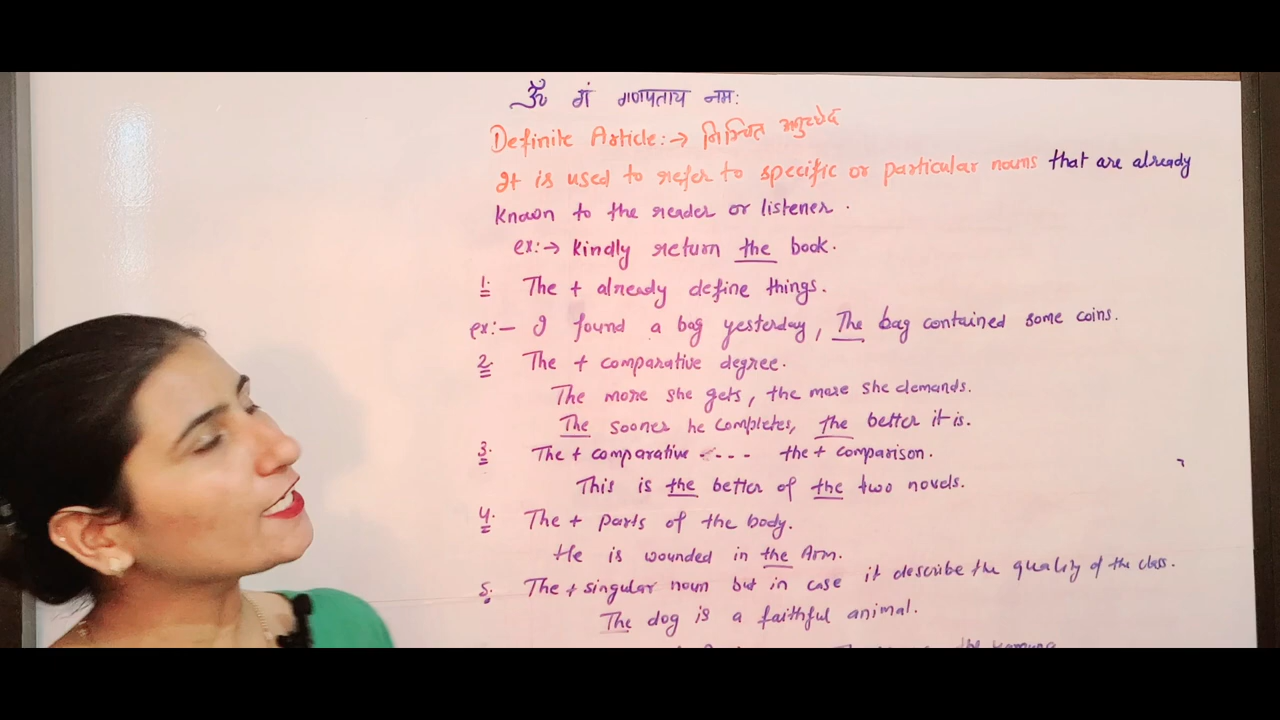 ॐ गं गणपताय नमः
Definite Article:→ निश्चित अनुच्छेद
It is used to refer to specific or particular nouns that are already
known to the reader or listener.
ex:→ Kindly return the book.
1. The + already define things.
ex:- I found a bag yesterday, The bag contained some coins.
2. The + comparative degree.
The more she gets, the more she demands.
The sooner he completes, the better it is.
3. The + comparative ---- the + comparison.
This is the better of the two novels.
4. The + parts of the body.
He is wounded in the Arm.
5. The + singular noun but in case it describe the quality of the class.
The dog is a faithful animal.